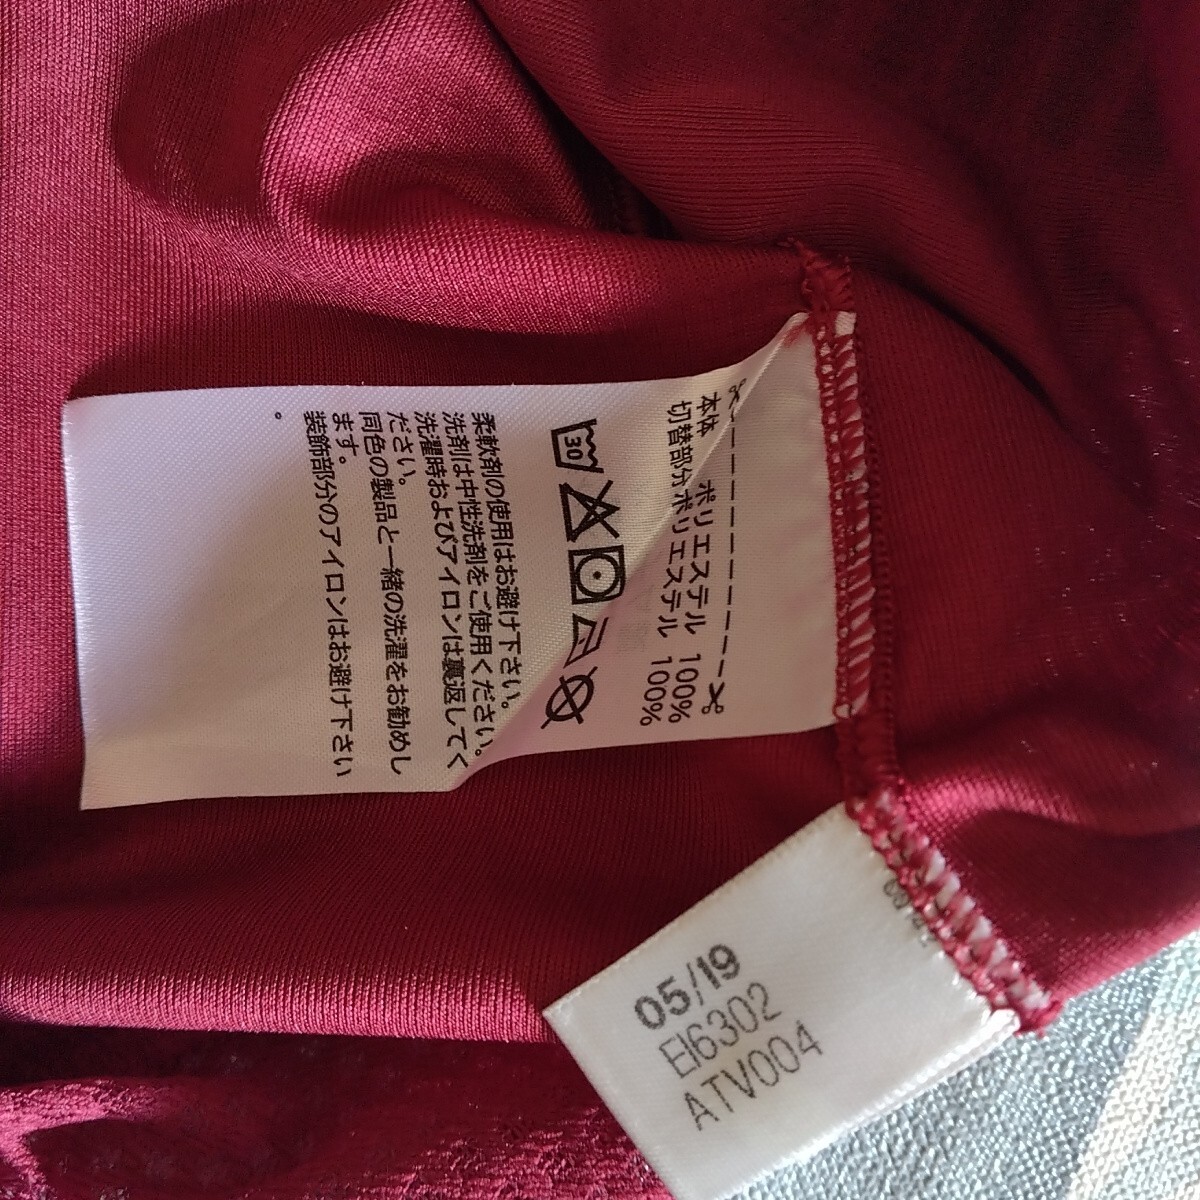 本体 ポリエステル 100%
切替部分 ポリエステル 100%
30
柔軟剤の使用はお避け下さい。
洗剤は中性洗剤をご使用ください。
洗濯時およびアイロンは裏返してく
ださい。
同色の製品と一緒の洗濯をお勧めし
ます。
装飾部分のアイロンはお避け下さい
。
05/19
EI6302
ATV004